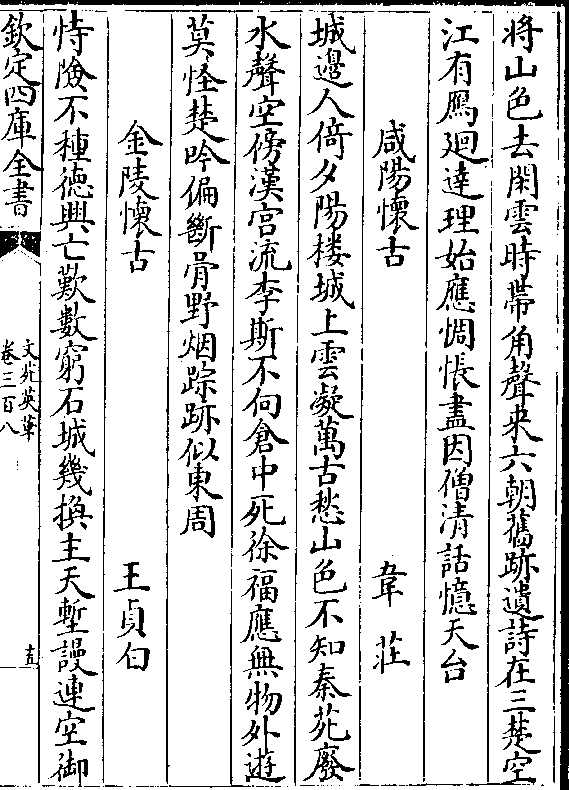 將山色去閑雲時帶角聲來六朝舊跡遺詩在三楚空
江有鴈廻達理始應惆悵盡因僧清話憶天台
咸陽懷古 韋莊
城邊人倚夕陽樓城上雲凝萬古愁山色不知秦苑廢
水聲空傍漢宮流李斯不向倉中死徐福應無物外遊
莫怪楚吟偏斷骨野烟踪跡似東周
金陵懷古 王貞白
恃險不種德興亡歎數窮石城幾換主天塹謾連空御
欽定四庫全書
文苑英華
卷三百八
十五